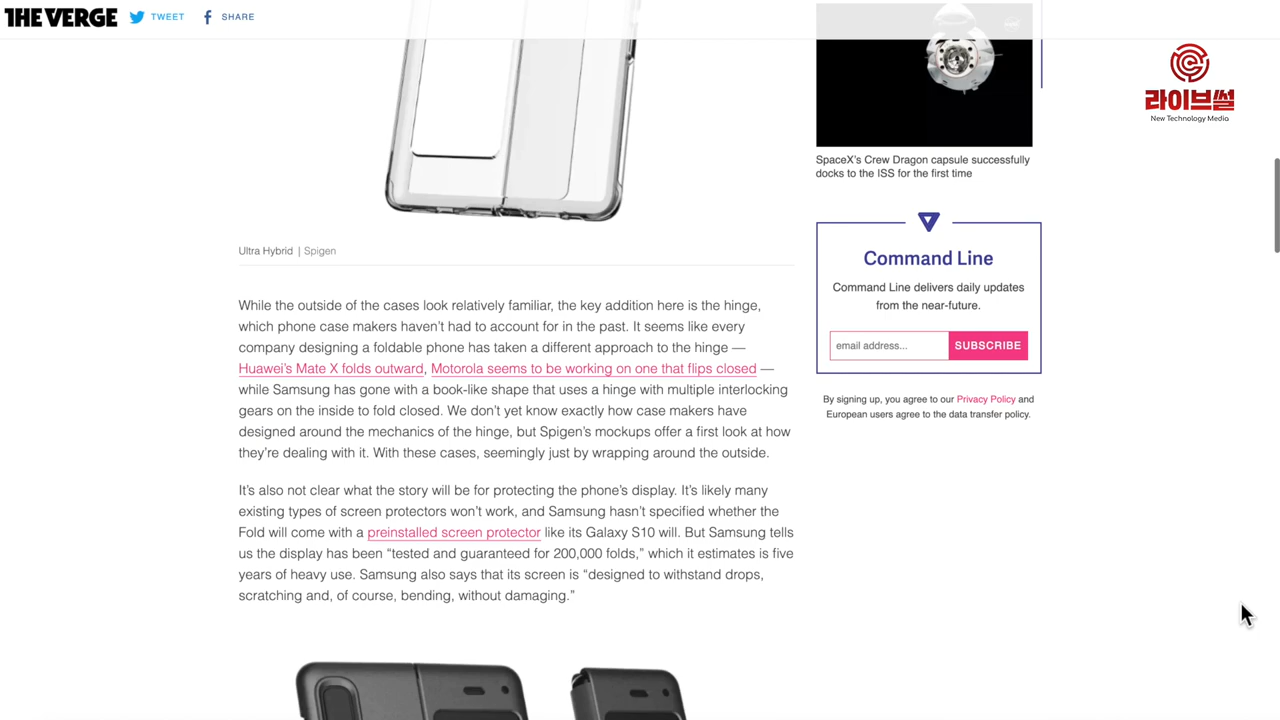 THE VERGE TWEET SHARE
라이브썰
New Technology Media
SpaceX’s Crew Dragon capsule successfully
docks to the ISS for the first time
Ultra Hybrid | Spigen
While the outside of the cases look relatively familiar, the key addition here is the hinge,
which phone case makers haven’t had to account for in the past. It seems like every
company designing a foldable phone has taken a different approach to the hinge —
Huawei’s Mate X folds outward, Motorola seems to be working on one that flips closed —
while Samsung has gone with a book-like shape that uses a hinge with multiple interlocking
gears on the inside to fold closed. We don’t yet know exactly how case makers have
designed around the mechanics of the hinge, but Spigen’s mockups offer a first look at how
they’re dealing with it. With these cases, seemingly just by wrapping around the outside.
It’s also not clear what the story will be for protecting the phone’s display. It’s likely many
existing types of screen protectors won’t work, and Samsung hasn’t specified whether the
Fold will come with a preinstalled screen protector like its Galaxy S10 will. But Samsung tells
us the display has been “tested and guaranteed for 200,000 folds,” which it estimates is five
years of heavy use. Samsung also says that its screen is “designed to withstand drops,
scratching and, of course, bending, without damaging.”
Command Line
Command Line delivers daily updates
from the near-future.
email address... SUBSCRIBE
By signing up, you agree to our Privacy Policy and
European users agree to the data transfer policy.